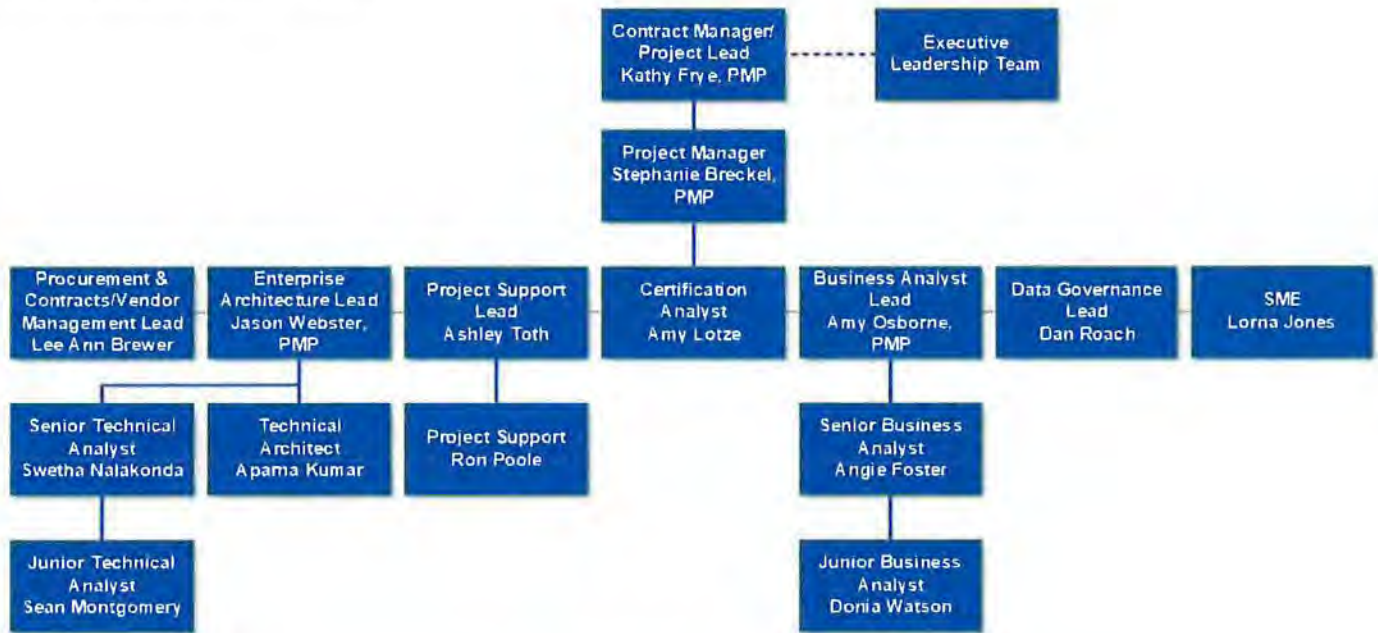 Contract Manager/
Project Lead
Kathy Frye, PMP
Executive
Leadership Team
Project Manager
Stephanie Breckel,
PMP
Procurement &
Contracts/Vendor
Management Lead
Lee Ann Brewer
Enterprise
Architecture Lead
Jason Webster,
PMP
Project Support
Lead
Ashley Toth
Certification
Analyst
Amy Lotze
Business Analyst
Lead
Amy Osborne,
PMP
Data Governance
Lead
Dan Roach
SME
Lorna Jones
Senior Technical
Analyst
Swetha Nalakonda
Technical
Architect
Aparna Kumar
Project Support
Ron Poole
Senior Business
Analyst
Angie Foster
Junior Technical
Analyst
Sean Montgomery
Junior Business
Analyst
Donia Watson